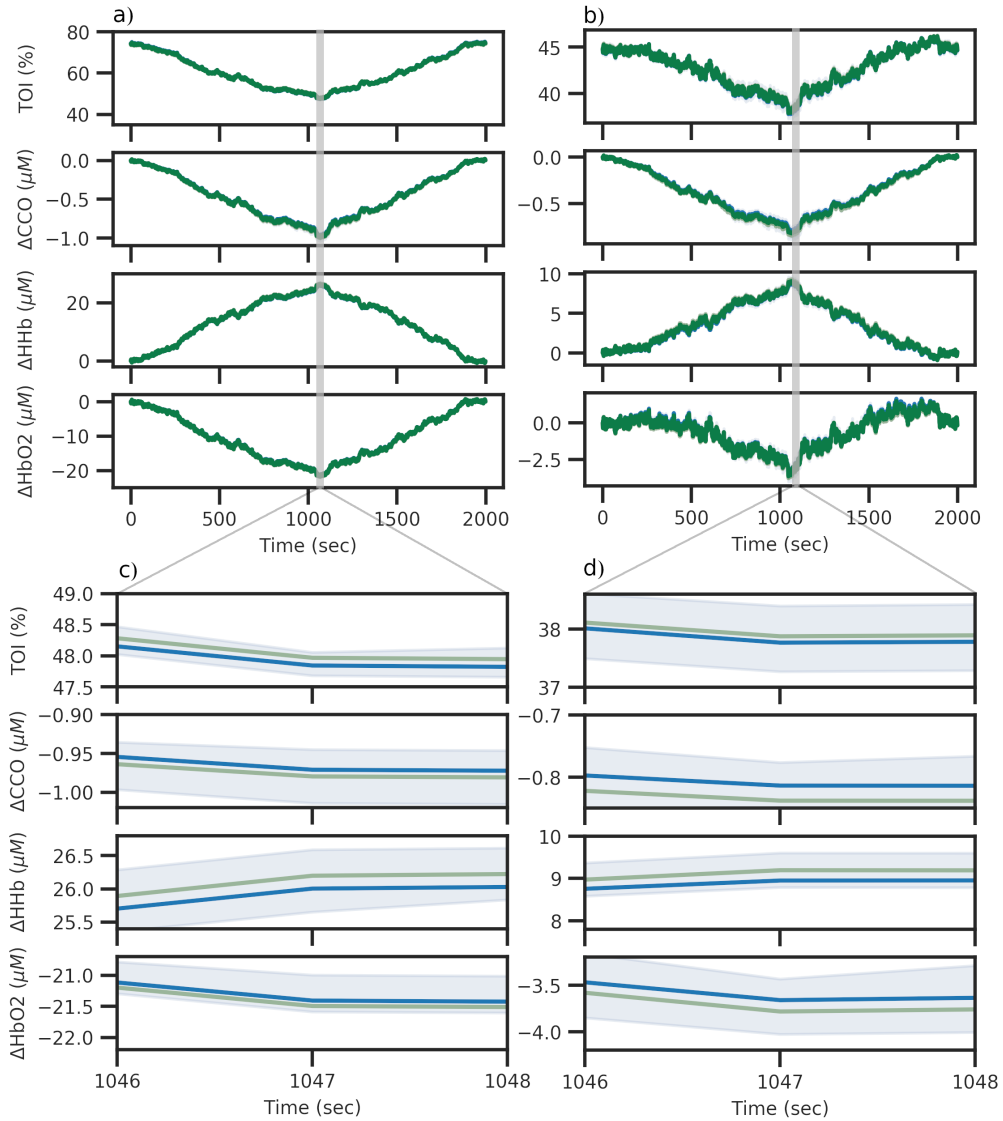 a)
TOI (%)
80
60
40
ΔCCO (μM)
0.0
−0.5
−1.0
ΔHHb (μM)
20
0
ΔHbO2 (μM)
0
−10
−20
0 500 1000 1500 2000
Time (sec)
b)
45
40
0.0
−0.5
10
5
0
0.0
−2.5
0 500 1000 1500 2000
Time (sec)
c)
TOI (%)
49.0
48.5
48.0
47.5
ΔCCO (μM)
−0.90
−0.95
−1.00
ΔHHb (μM)
26.5
26.0
25.5
ΔHbO2 (μM)
−21.0
−21.5
−22.0
1046 1047 1048
Time (sec)
d)
38
37
−0.7
−0.8
10
9
8
−3.5
−4.0
1046 1047 1048
Time (sec)